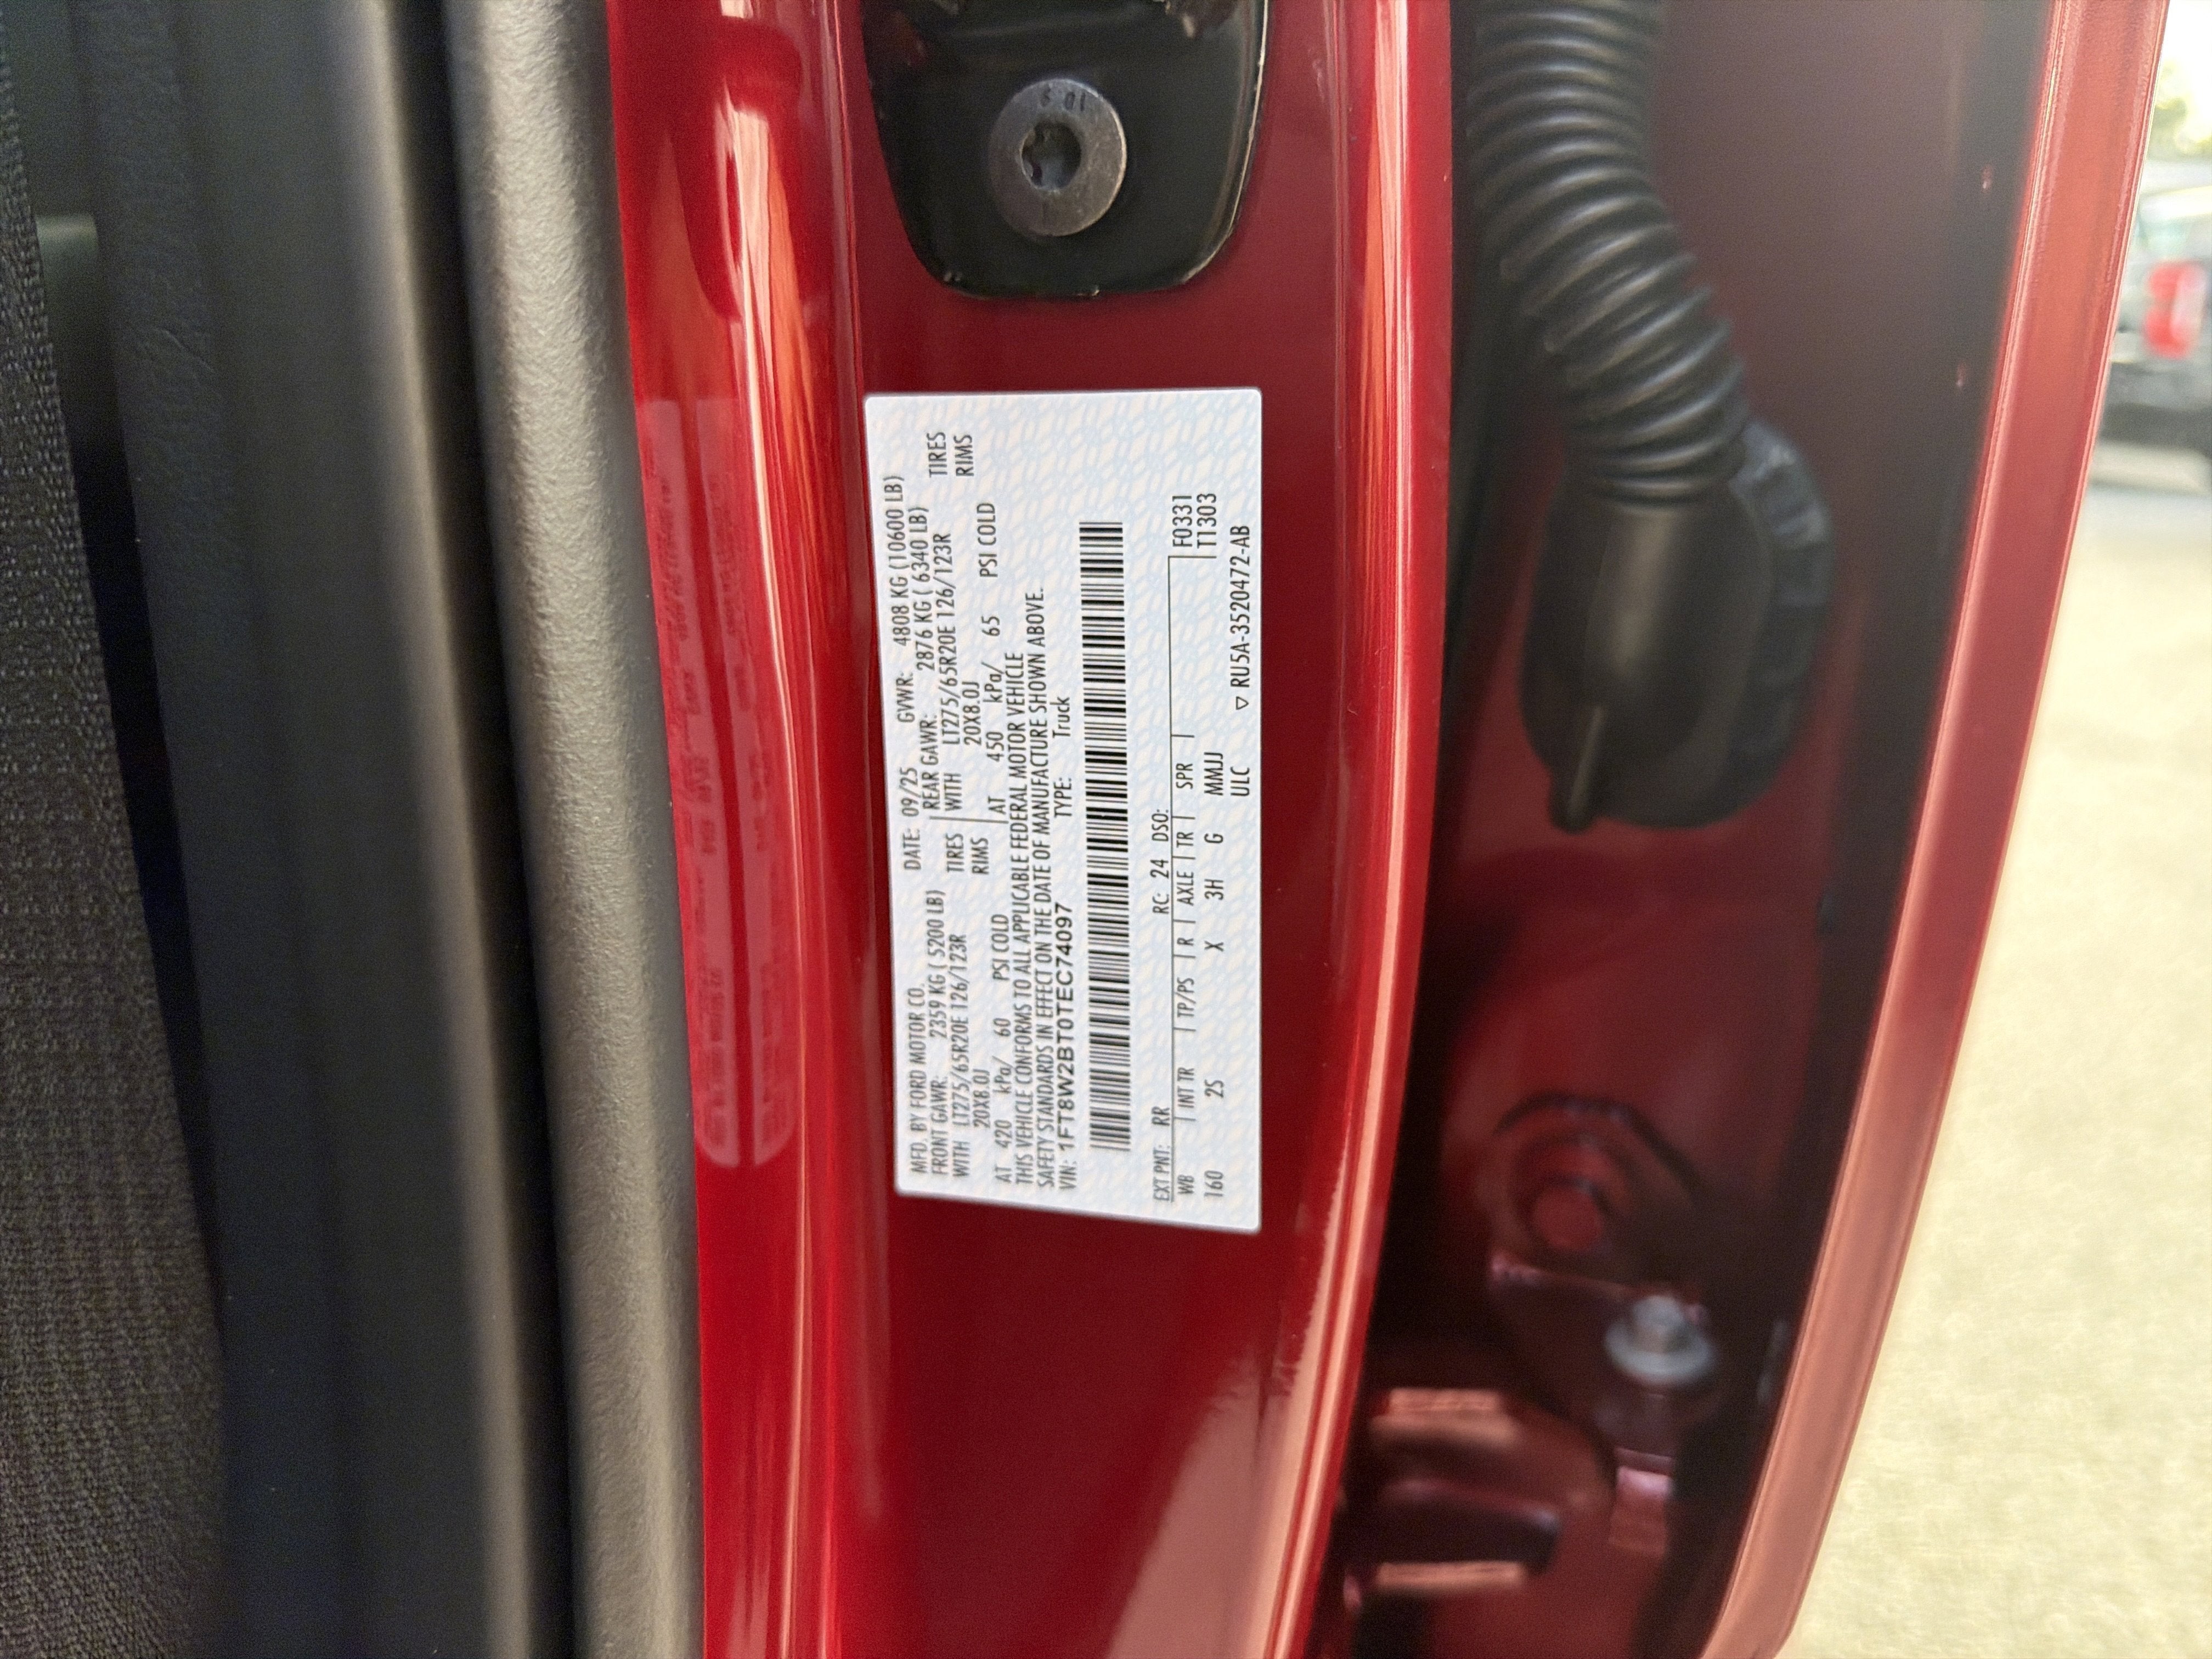 MFD. BY FORD MOTOR CO. DATE: 09/25 GVWR: 4808 KG (10600 LB)
FRONT GAWR: 2359 KG ( 5200 LB) REAR GAWR: 2876 KG ( 6340 LB)
WITH LT275/65R20E 126/123R TIRES WITH LT275/65R20E 126/123R TIRES
20X8.0J RIMS 20X8.0J RIMS
AT 420 kPa/ 60 PSI COLD AT 450 kPa/ 65 PSI COLD
THIS VEHICLE CONFORMS TO ALL APPLICABLE FEDERAL MOTOR VEHICLE
SAFETY STANDARDS IN EFFECT ON THE DATE OF MANUFACTURE SHOWN ABOVE.
VIN: 1FT8W2BT0TEC74097 TYPE: Truck
EXT PNT: RR RC: 24 DSO:
WB | INT TR | TP/PS | R | AXLE | TR | SPR | F0331
160 2S X 3H G MMJJ T1303
ULC ▽ RU5A-3520472-AB